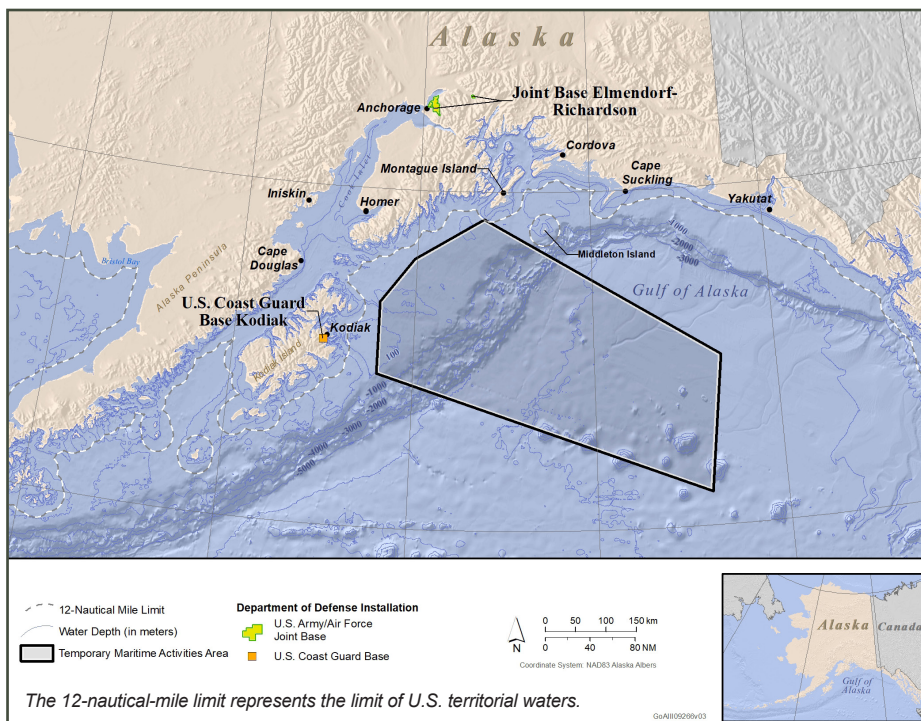 Alaska
Joint Base Elmendorf-
Richardson
Anchorage
Cordova
Montague Island
Cape
Suckling
Cook Inlet
Iniskin
Homer
Yakutat
-1000
-2000
-3000
Middleton Island
Bristol Bay
Alaska Peninsula
Cape
Douglas
Gulf of Alaska
U.S. Coast Guard
Base Kodiak
Kodiak
Kodiak Island
100
-1000
-2000
-3000
-4000
-5000
12-Nautical Mile Limit
Water Depth (in meters)
Temporary Maritime Activities Area
Department of Defense Installation
U.S. Army/Air Force
Joint Base
U.S. Coast Guard Base
N
0 50 100 150 km
0 40 80 NM
Coordinate System: NAD83 Alaska Albers
Alaska
Canada
Gulf of
Alaska
The 12-nautical-mile limit represents the limit of U.S. territorial waters.
GoAIII09266v03